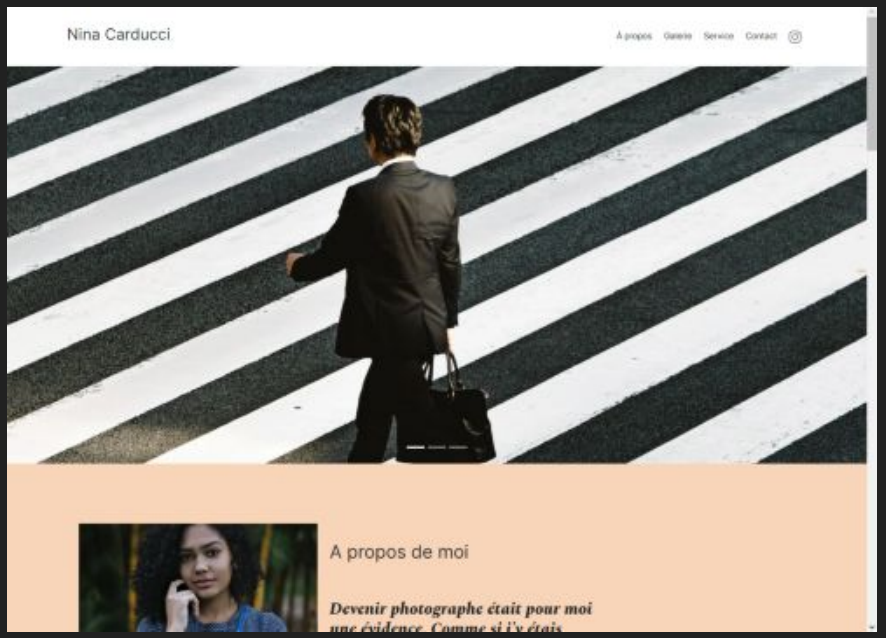 Nina Carducci
À propos Galerie Service Contact
A propos de moi
Devenir photographe était pour moi
une évidence. Comme si j'y étais